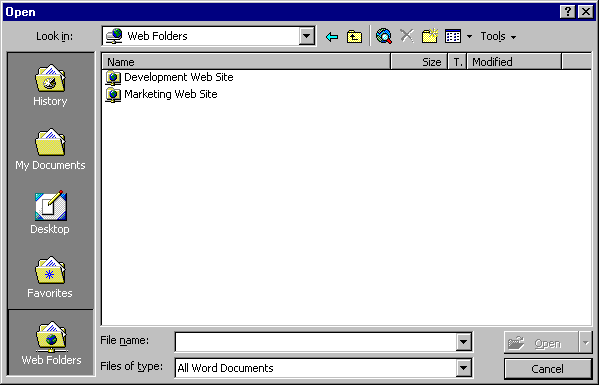 Open
Look in: Web Folders Tools
Name Size T. Modified
Development Web Site
Marketing Web Site
History
My Documents
Desktop
Favorites
Web Folders
File name: Open
Files of type: All Word Documents Cancel